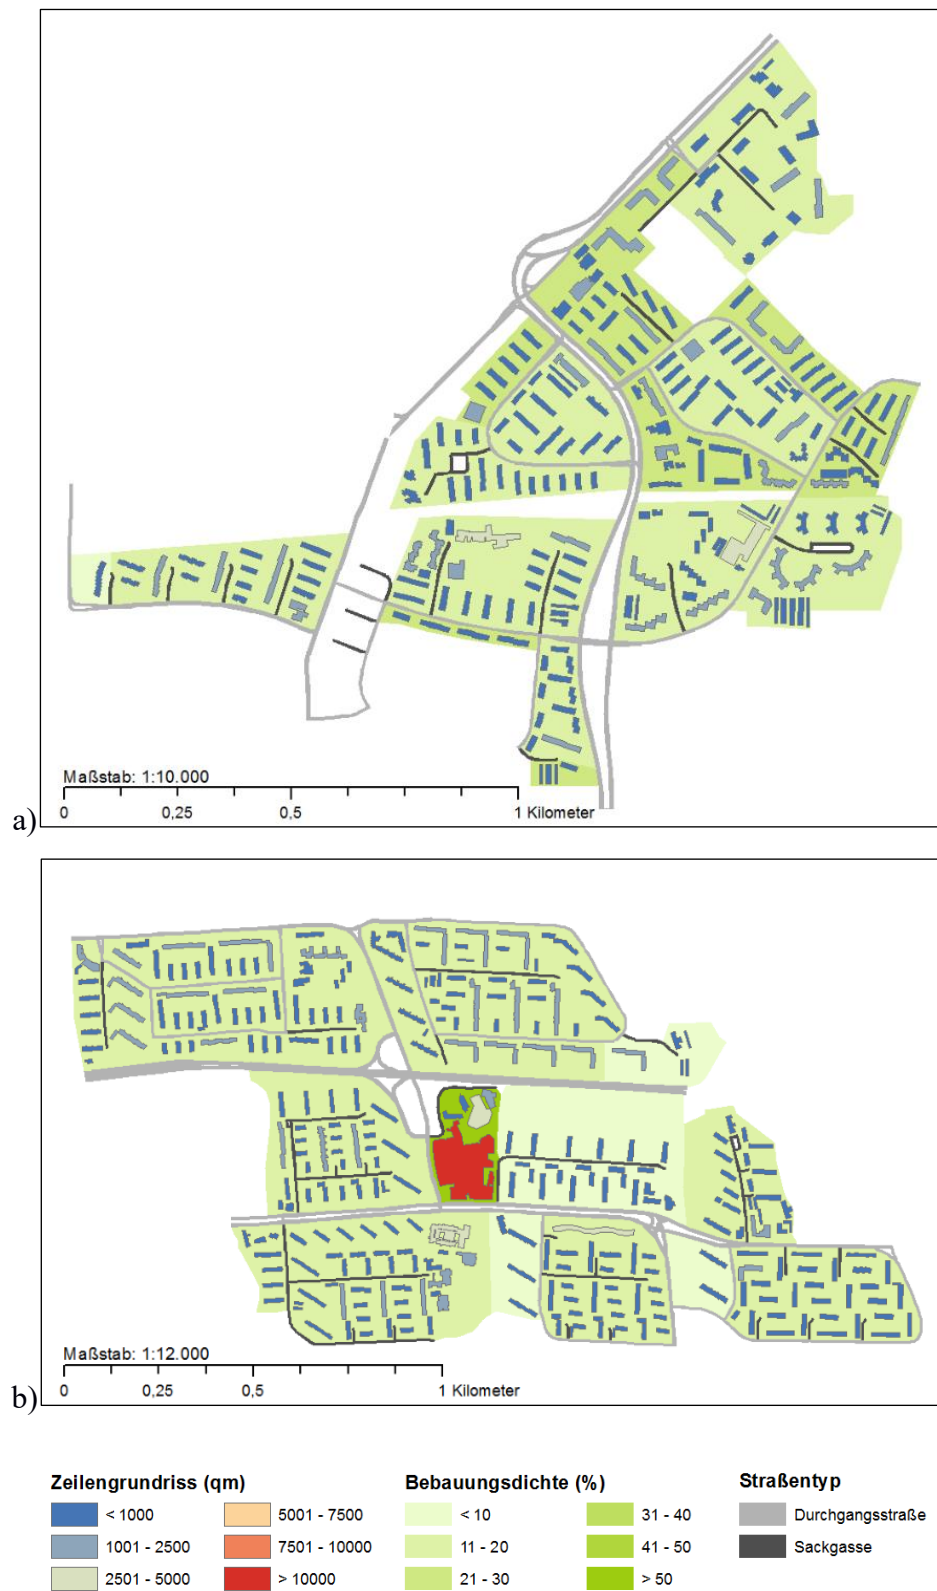 Maßstab: 1:10.000
0 0,25 0,5 1 Kilometer
a)
Maßstab: 1:12.000
0 0,25 0,5 1 Kilometer
b)
Zeilengrundriss (qm) Bebauungsdichte (%) Straßentyp
< 1000 5001 - 7500 < 10 31 - 40 Durchgangsstraße
1001 - 2500 7501 - 10000 11 - 20 41 - 50 Sackgasse
2501 - 5000 > 10000 21 - 30 > 50